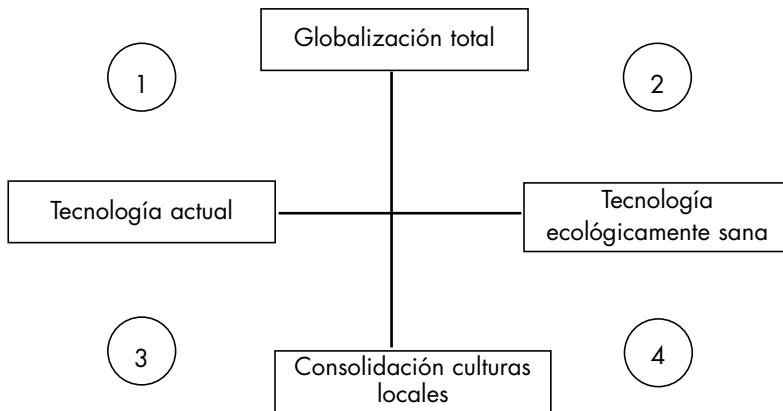 Globalización total
1
2
Tecnología actual
Tecnología
ecológicamente sana
3
4
Consolidación culturas
locales